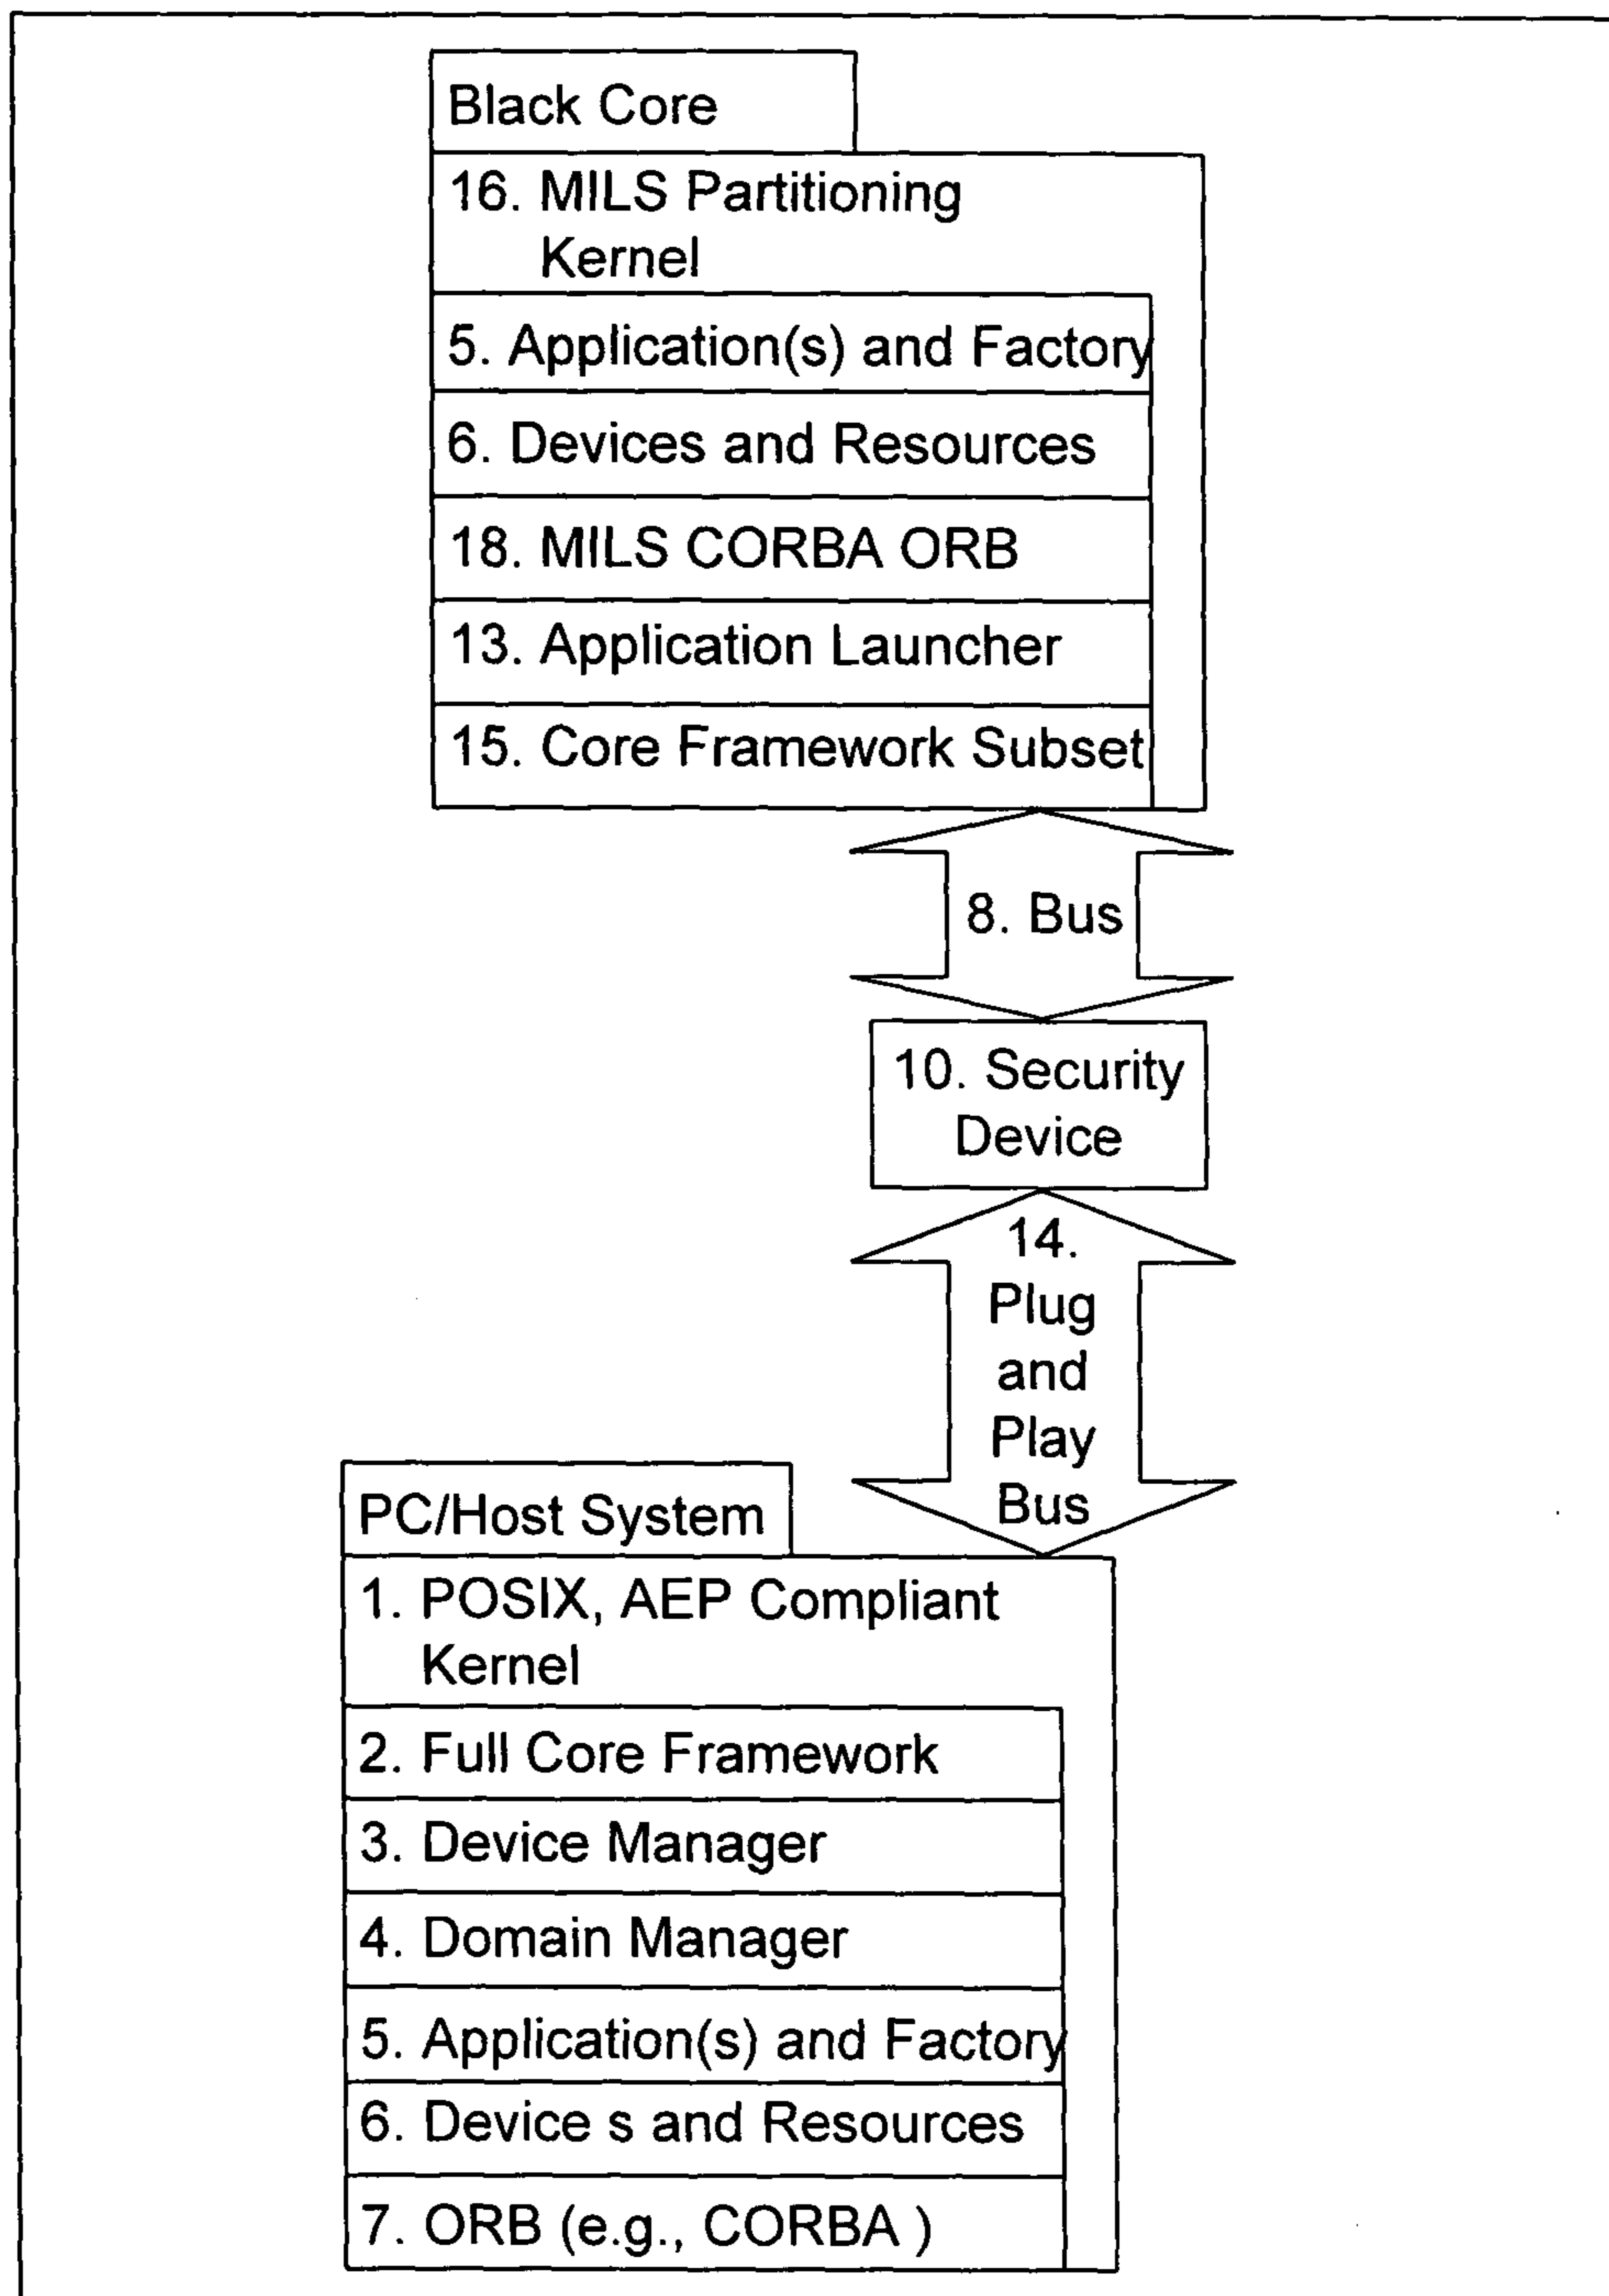 Black Core
16. MILS Partitioning
Kernel
5. Application(s) and Factory
6. Devices and Resources
18. MILS CORBA ORB
13. Application Launcher
15. Core Framework Subset
8. Bus
10. Security
Device
14.
Plug
and
Play
Bus
PC/Host System
1. POSIX, AEP Compliant
Kernel
2. Full Core Framework
3. Device Manager
4. Domain Manager
5. Application(s) and Factory
6. Device s and Resources
7. ORB (e.g., CORBA )